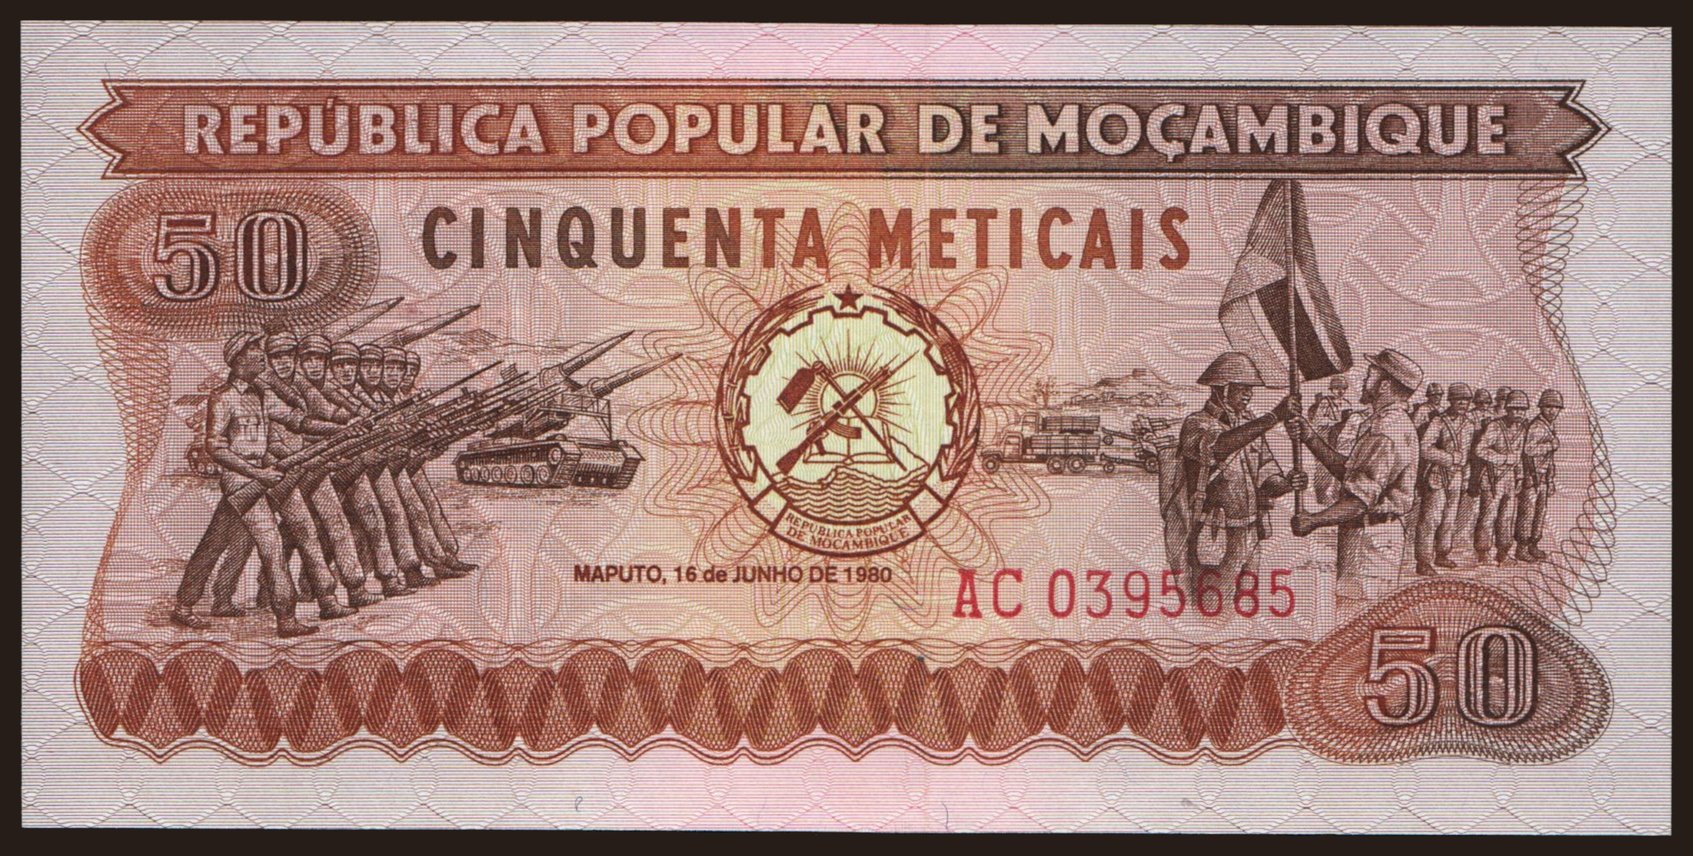 REPÚBLICA POPULAR DE MOÇAMBIQUE
50
CINQUENTA METICAIS
REPUBLICA POPULAR
DE MOÇAMBIQUE
MAPUTO, 16 de JUNHO DE 1980
AC 0395685
50